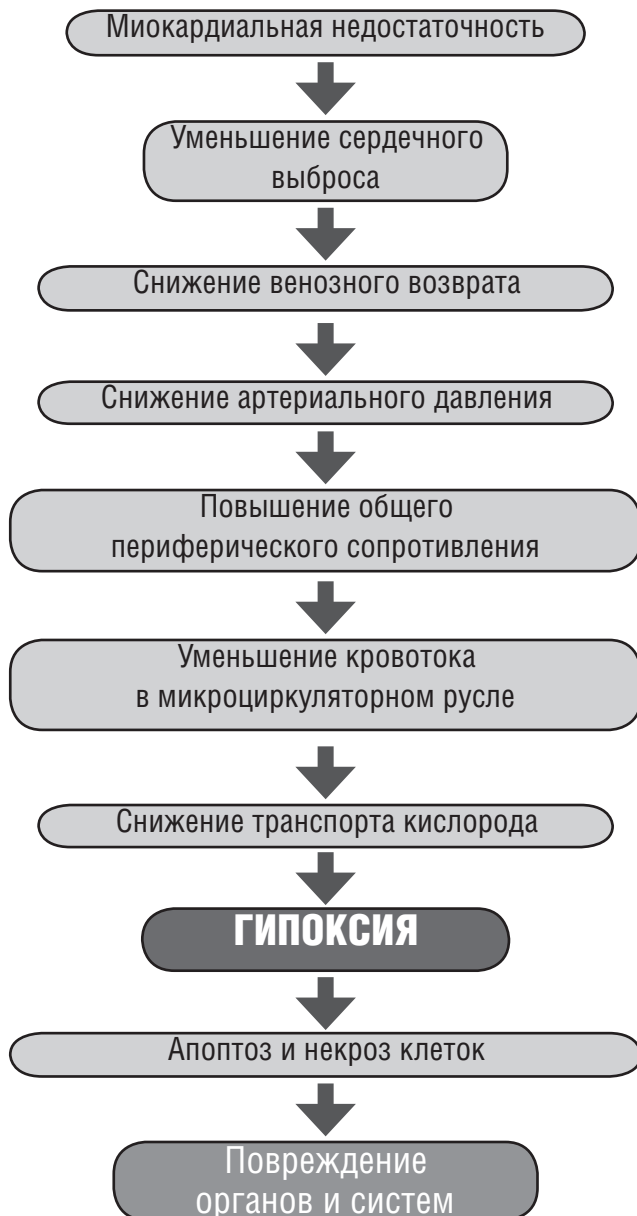 Миокардиальная недостаточность
Уменьшение сердечного
выброса
Снижение венозного возврата
Снижение артериального давления
Повышение общего
периферического сопротивления
Уменьшение кровотока
в микроциркуляторном русле
Снижение транспорта кислорода
ГИПОКСИЯ
Апоптоз и некроз клеток
Повреждение
органов и систем